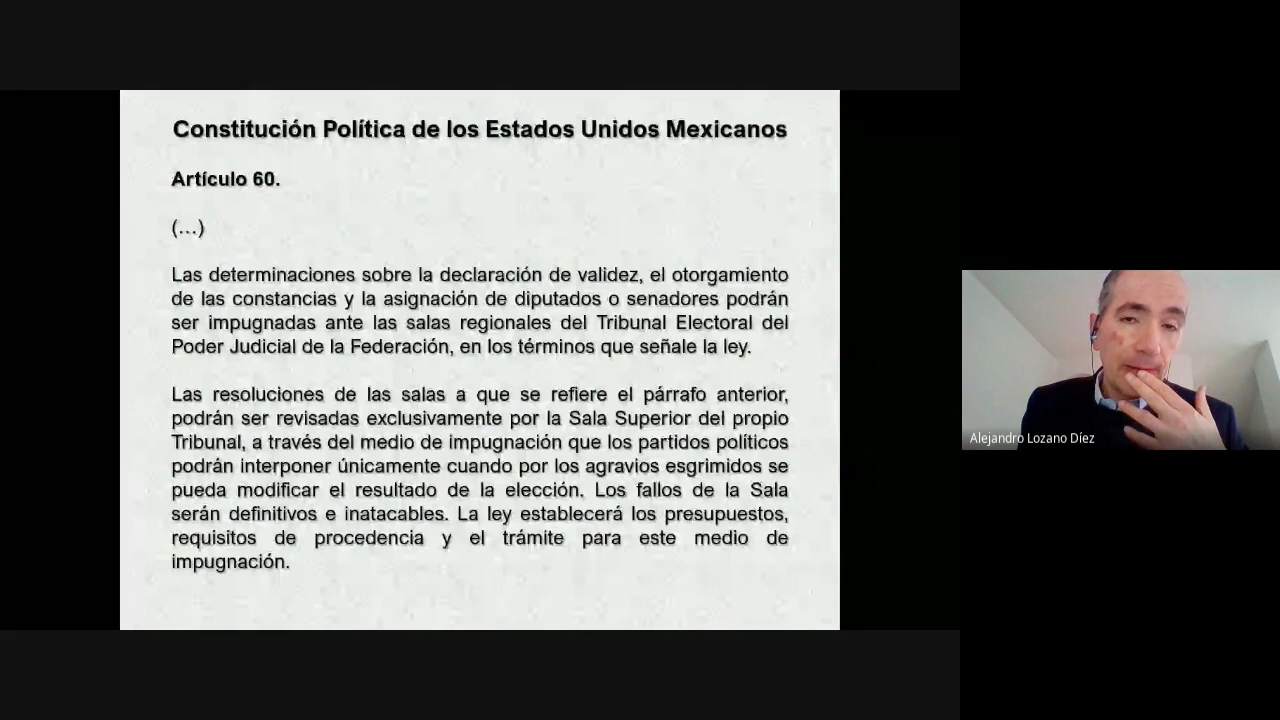 Constitución Política de los Estados Unidos Mexicanos
Artículo 60.
(…)
Las determinaciones sobre la declaración de validez, el otorgamiento
de las constancias y la asignación de diputados o senadores podrán
ser impugnadas ante las salas regionales del Tribunal Electoral del
Poder Judicial de la Federación, en los términos que señale la ley.
Las resoluciones de las salas a que se refiere el párrafo anterior,
podrán ser revisadas exclusivamente por la Sala Superior del propio
Tribunal, a través del medio de impugnación que los partidos políticos
podrán interponer únicamente cuando por los agravios esgrimidos se
pueda modificar el resultado de la elección. Los fallos de la Sala
serán definitivos e inatacables. La ley establecerá los presupuestos,
requisitos de procedencia y el trámite para este medio de
impugnación.
Alejandro Lozano Díez